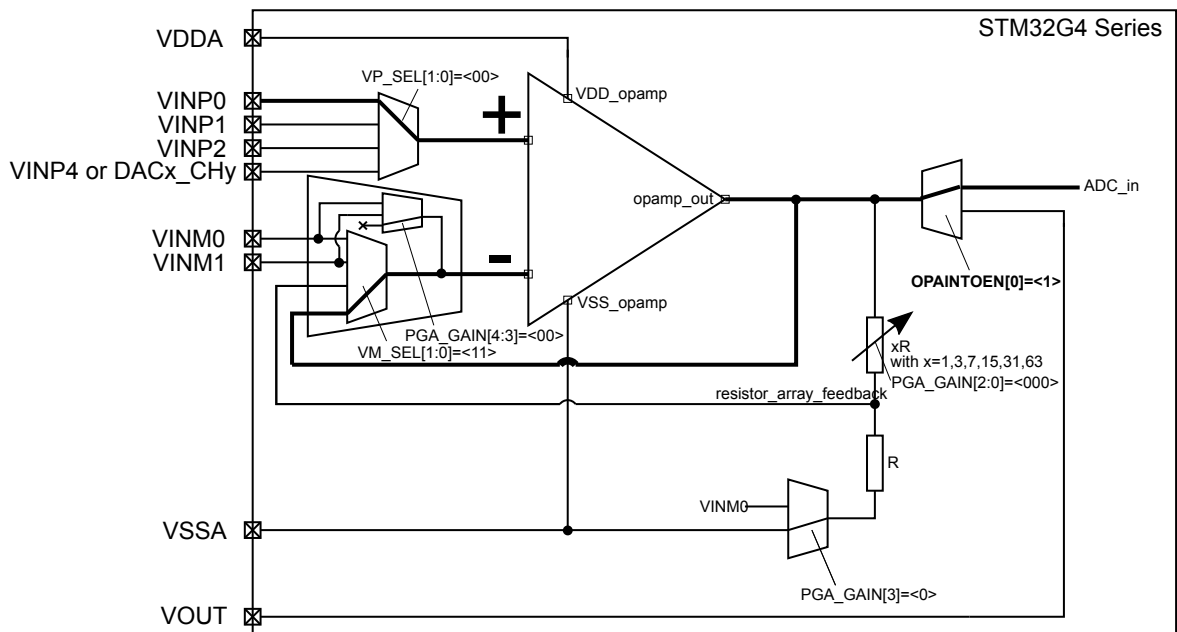 STM32G4 Series
VDDA
VP_SEL[1:0]=<00>
VDD_opamp
VINP0
+
VINP1
VINP2
VINP4 or DACx_CHy
opamp_out
ADC_in
VINM0
VINM1
-
OPAINTOEN[0]=<1>
VSS_opamp
PGA_GAIN[4:3]=<00>
VM_SEL[1:0]=<11>
xR
with x=1,3,7,15,31,63
PGA_GAIN[2:0]=<000>
resistor_array_feedback
R
VINM0
VSSA
PGA_GAIN[3]=<0>
VOUT